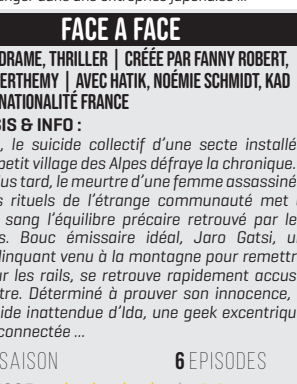 FACE A FACE
DRAME, THRILLER | CRÉÉE PAR FANNY ROBERT,
ERTHEMY | AVEC HATIK, NOÉMIE SCHMIDT, KAD
NATIONALITÉ FRANCE
SIS & INFO :
, le suicide collectif d'une secte installé
petit village des Alpes défraye la chronique.
lus tard, le meurtre d'une femme assassiné
s rituels de l'étrange communauté met
sang l'équilibre précaire retrouvé par le
s. Bouc émissaire idéal, Jaro Gatsi, u
linquant venu à la montagne pour remettr
ur les rails, se retrouve rapidement accus
tre. Déterminé à prouver son innocence,
ide inattendue d'Ida, une geek excentriqu
connectée ...
SAISON 6 EPISODES